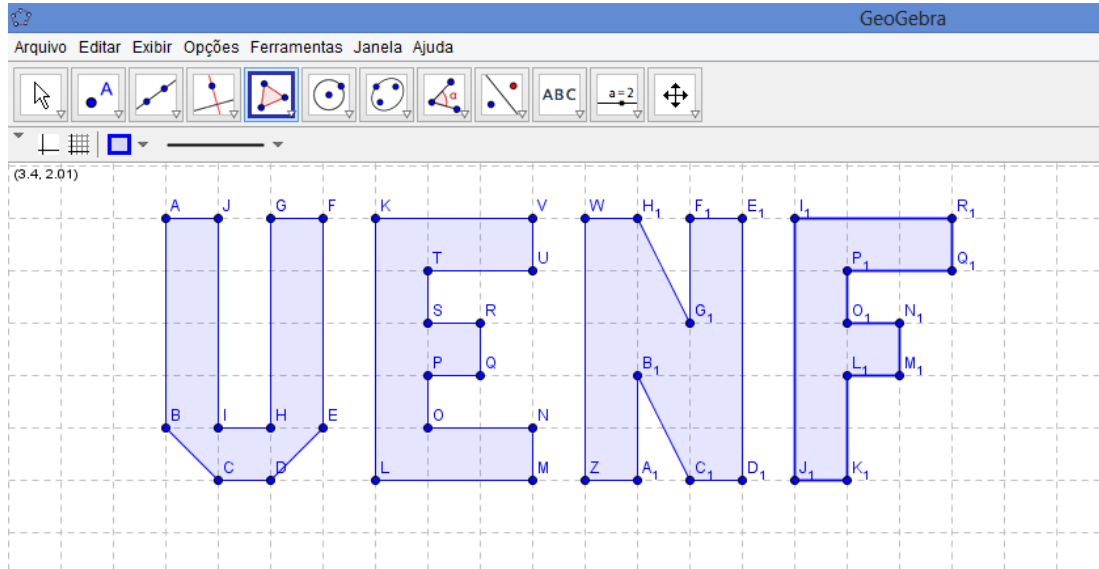 GeoGebra
Arquivo Editar Exibir Opções Ferramentas Janela Ajuda
A α ABC a=2
(3.4, 2.01)
A J G F K V W H₁ F₁ E₁ I₁ R₁
T U P₁ Q₁
S R G₁ O₁ N₁
P Q B₁ L₁ M₁
B I H E O N
C D L M Z A₁ C₁ D₁ J₁ K₁